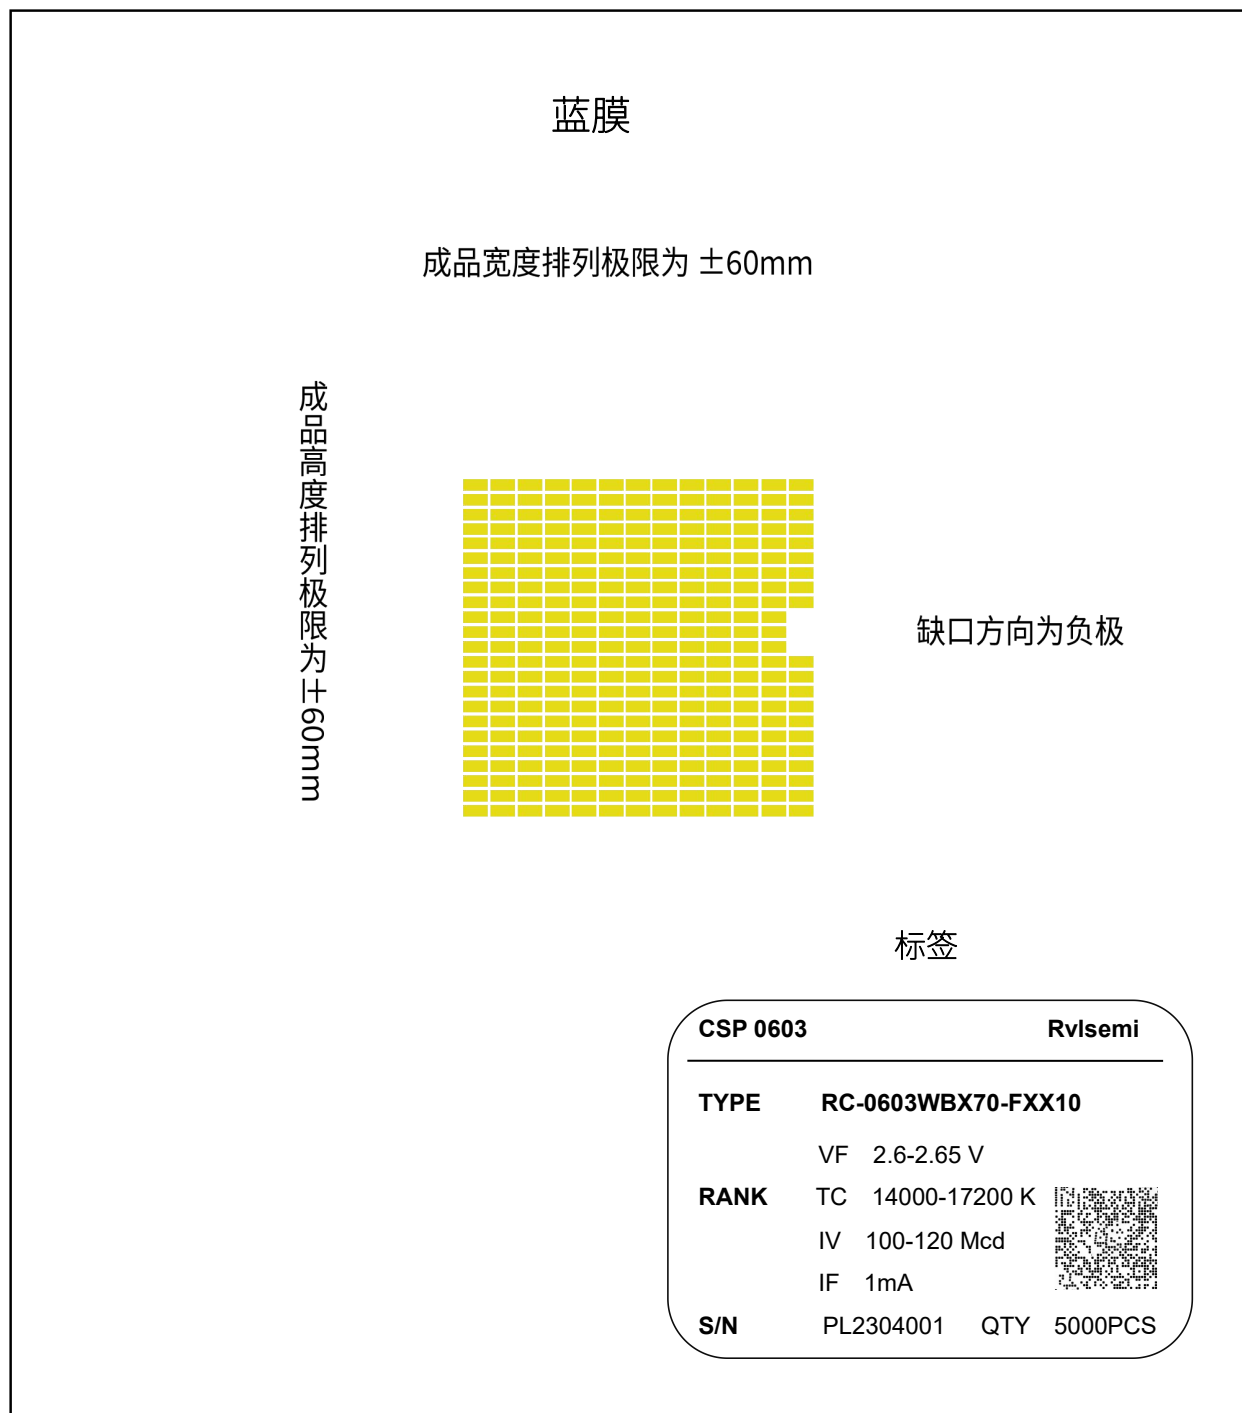 蓝膜
成品宽度排列极限为 ±60mm
成品高度排列极限为±60mm
缺口方向为负极
标签
CSP 0603 Rvlsemi
TYPE RC-0603WBX70-FXX10
VF 2.6-2.65 V
RANK TC 14000-17200 K
IV 100-120 Mcd
IF 1mA
S/N PL2304001 QTY 5000PCS